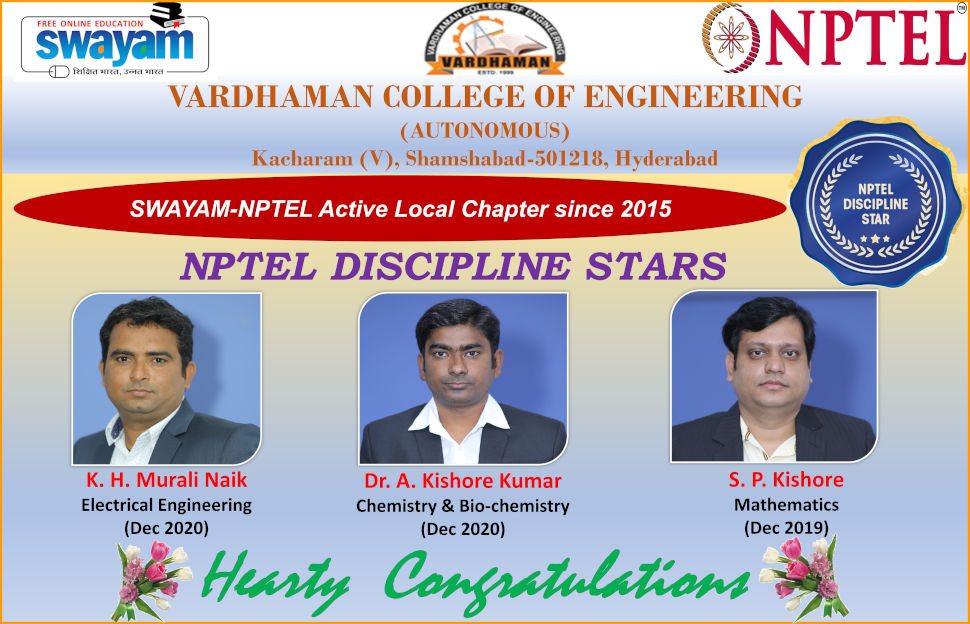 FREE ONLINE EDUCATION
swayam
शिक्षित भारत, उन्नत भारत
VARDHAMAN COLLEGE OF ENGINEERING
VARDHAMAN
ESTD. 1999
NPTEL
TM
VARDHAMAN COLLEGE OF ENGINEERING
(AUTONOMOUS)
Kacharam (V), Shamshabad-501218, Hyderabad
SWAYAM-NPTEL Active Local Chapter since 2015
NPTEL
DISCIPLINE
STAR
NPTEL DISCIPLINE STARS
K. H. Murali Naik
Electrical Engineering
(Dec 2020)
Dr. A. Kishore Kumar
Chemistry & Bio-chemistry
(Dec 2020)
S. P. Kishore
Mathematics
(Dec 2019)
Hearty Congratulations